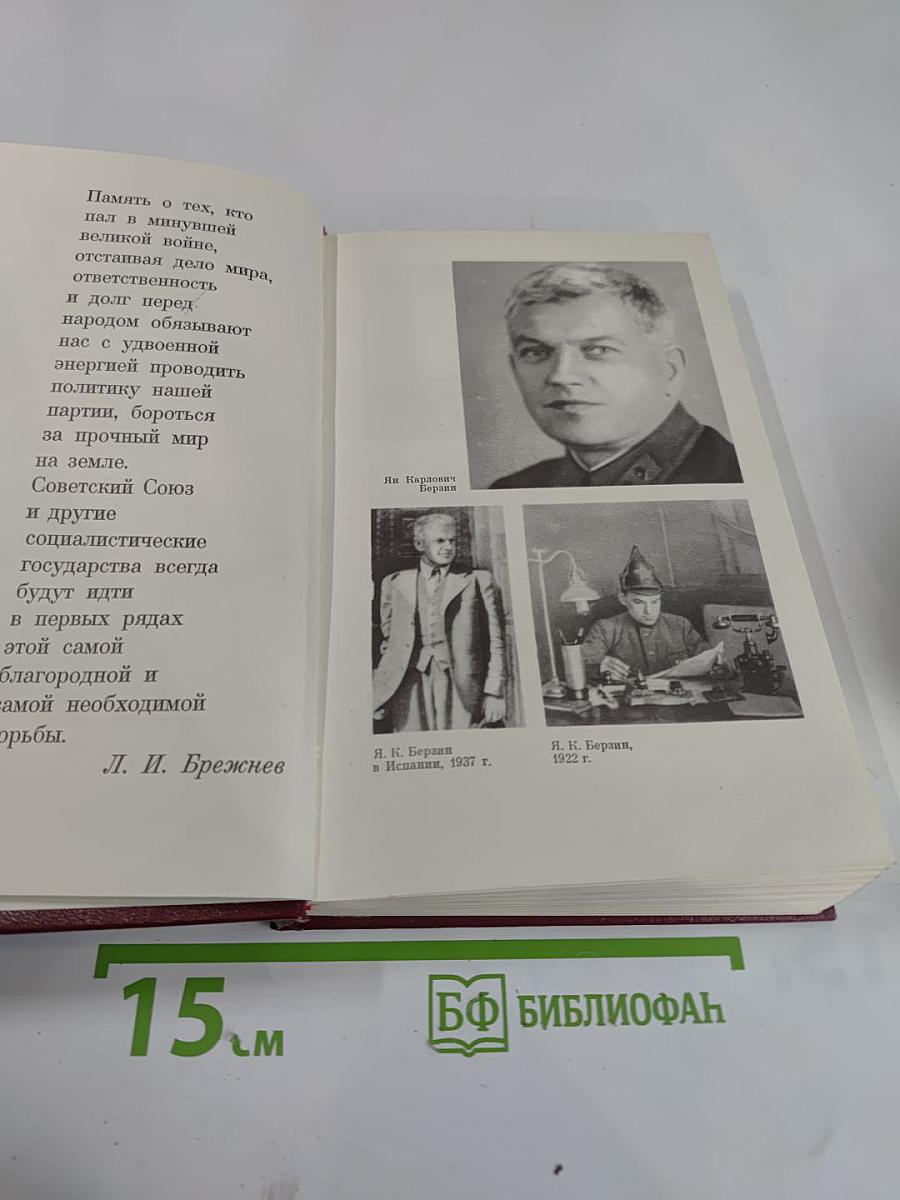 Память о тех, кто
пал в минувшей
великой войне,
отстаивая дело мира,
ответственность
и долг перед
народом обязывают
нас с удвоенной
энергией проводить
политику нашей
партии, бороться
за прочный мир
на земле.
Советский Союз
и другие
социалистические
государства всегда
будут идти
в первых рядах
этой самой
благородной и
самой необходимой
орьбы.
Л. И. Брежнев
Ян Карлович
Берзин
Я. К. Берзин
в Испании, 1937 г.
Я. К. Берзин,
1922 г.
15 см
БФ БИБЛИОФАН